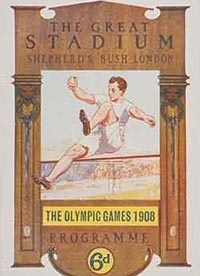 THE GREAT
STADIUM
SHEPHERD'S BUSH LONDON
THE OLYMPIC GAMES 1908
PROGRAMME
6d